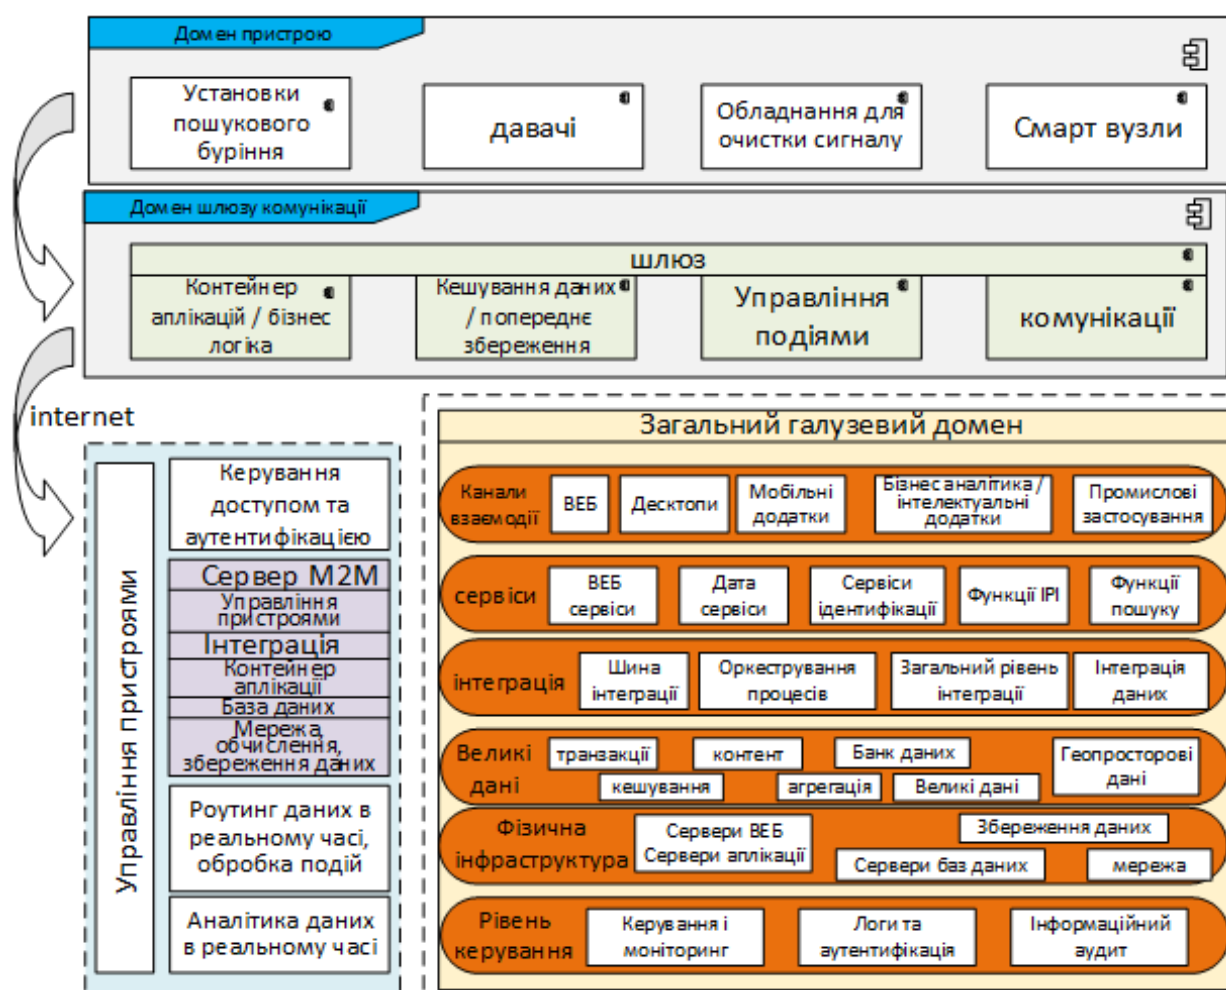 Домен пристрою
Установки
пошукового
буріння
давачі
Обладнання для
очистки сигналу
Смарт вузли
Домен шлюзу комунікації
шлюз
Контейнер
аплікацій / бізнес
логіка
Кешування даних
/ попереднє
збереження
Управління
подіями
комунікації
internet
Управління пристроями
Керування
доступом та
аутентифікацією
Сервер М2М
Управління
пристроями
Інтеграція
Контейнер
аплікації
База даних
Мережа,
обчислення,
збереження даних
Роутинг даних в
реальному часі,
обробка подій
Аналітика даних
в реальному часі
Загальний галузевий домен
Канали
взаємодії
ВЕБ
Десктопи
Мобільні
додатки
Бізнес аналітика /
інтелектуальні
додатки
Промислові
застосування
сервіси
ВЕБ
сервіси
Дата
сервіси
Сервіси
ідентифікації
Функції IPI
Функції
пошуку
інтеграція
Шина
інтеграції
Оркестрування
процесів
Загальний рівень
інтеграції
Інтеграція
даних
Великі
дані
транзакції
контент
Банк даних
Геопросторові
дані
кешування
агрегація
Великі дані
Фізична
інфраструктура
Сервери ВЕБ
Сервери аплікації
Збереження даних
Сервери баз даних
мережа
Рівень
керування
Керування і
моніторинг
Логи та
аутентифікація
Інформаційний
аудит